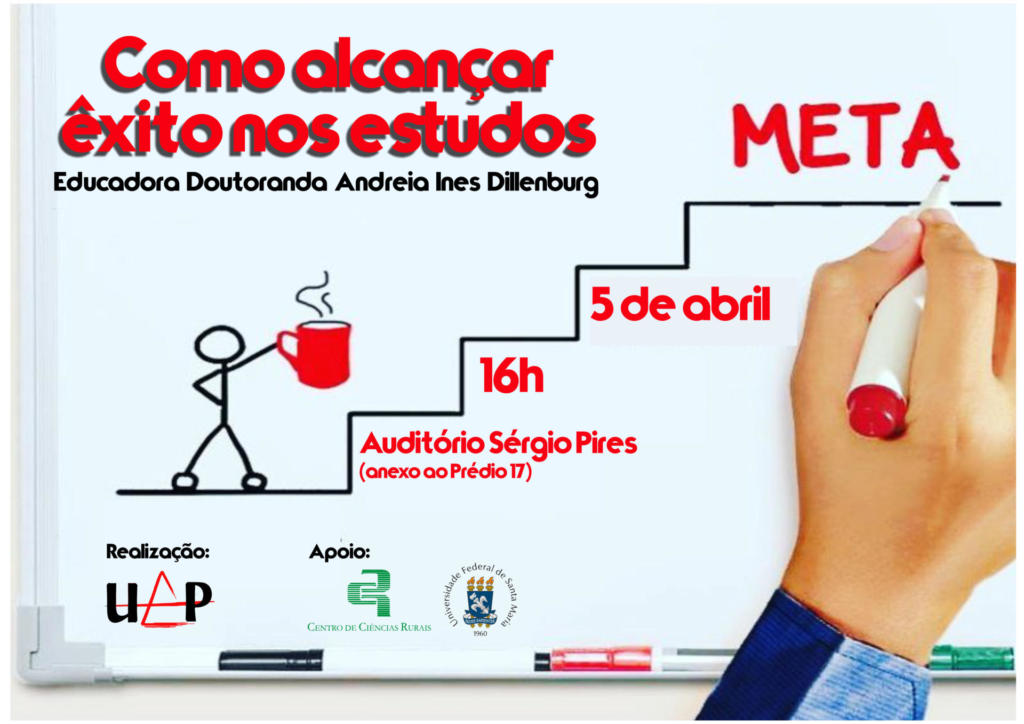 Como alcançar
êxito nos estudos
Educadora Doutoranda Andreia Ines Dillenburg
META
5 de abril
16h
Auditório Sérgio Pires
(anexo ao Prédio 17)
Realização:
UAP
Apoio:
CENTRO DE CIÊNCIAS RURAIS
Universidade Federal de Santa Maria
1960